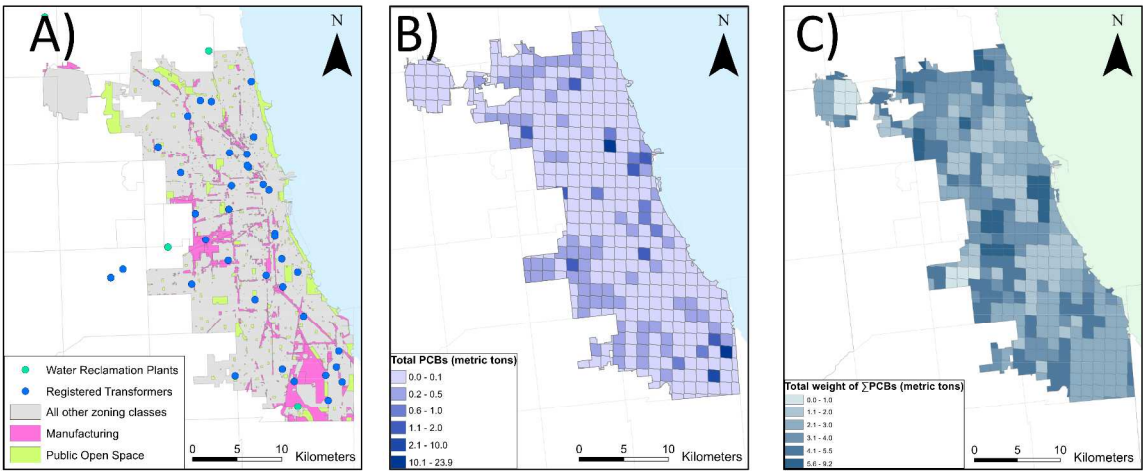 A)
N
Water Reclamation Plants
Registered Transformers
All other zoning classes
Manufacturing
Public Open Space
0 5 10
Kilometers
B)
N
Total PCBs (metric tons)
0.0 - 0.1
0.2 - 0.5
0.6 - 1.0
1.1 - 2.0
2.1 - 10.0
10.1 - 23.9
0 5 10
Kilometers
C)
N
Total weight of ∑PCBs (metric tons)
0.0 - 1.0
1.1 - 2.0
2.1 - 3.0
3.1 - 4.0
4.1 - 5.5
5.6 - 9.2
0 5 10
Kilometers